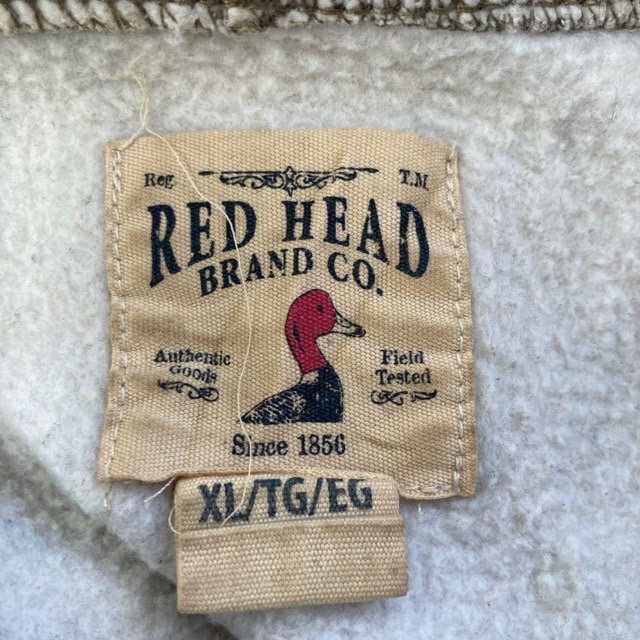 Reg. T.M.
RED HEAD
BRAND CO.
Authentic Goods
Field Tested
Since 1856
XL/TG/EG